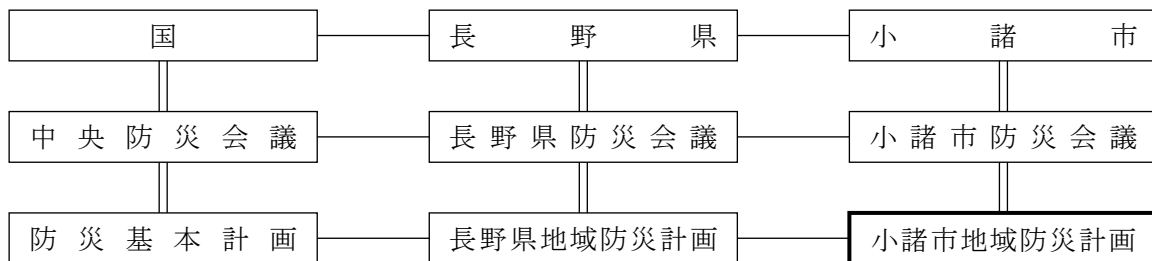 国 長野県 小諸市
中央防災会議 長野県防災会議 小諸市防災会議
防災基本計画 長野県地域防災計画 小諸市地域防災計画